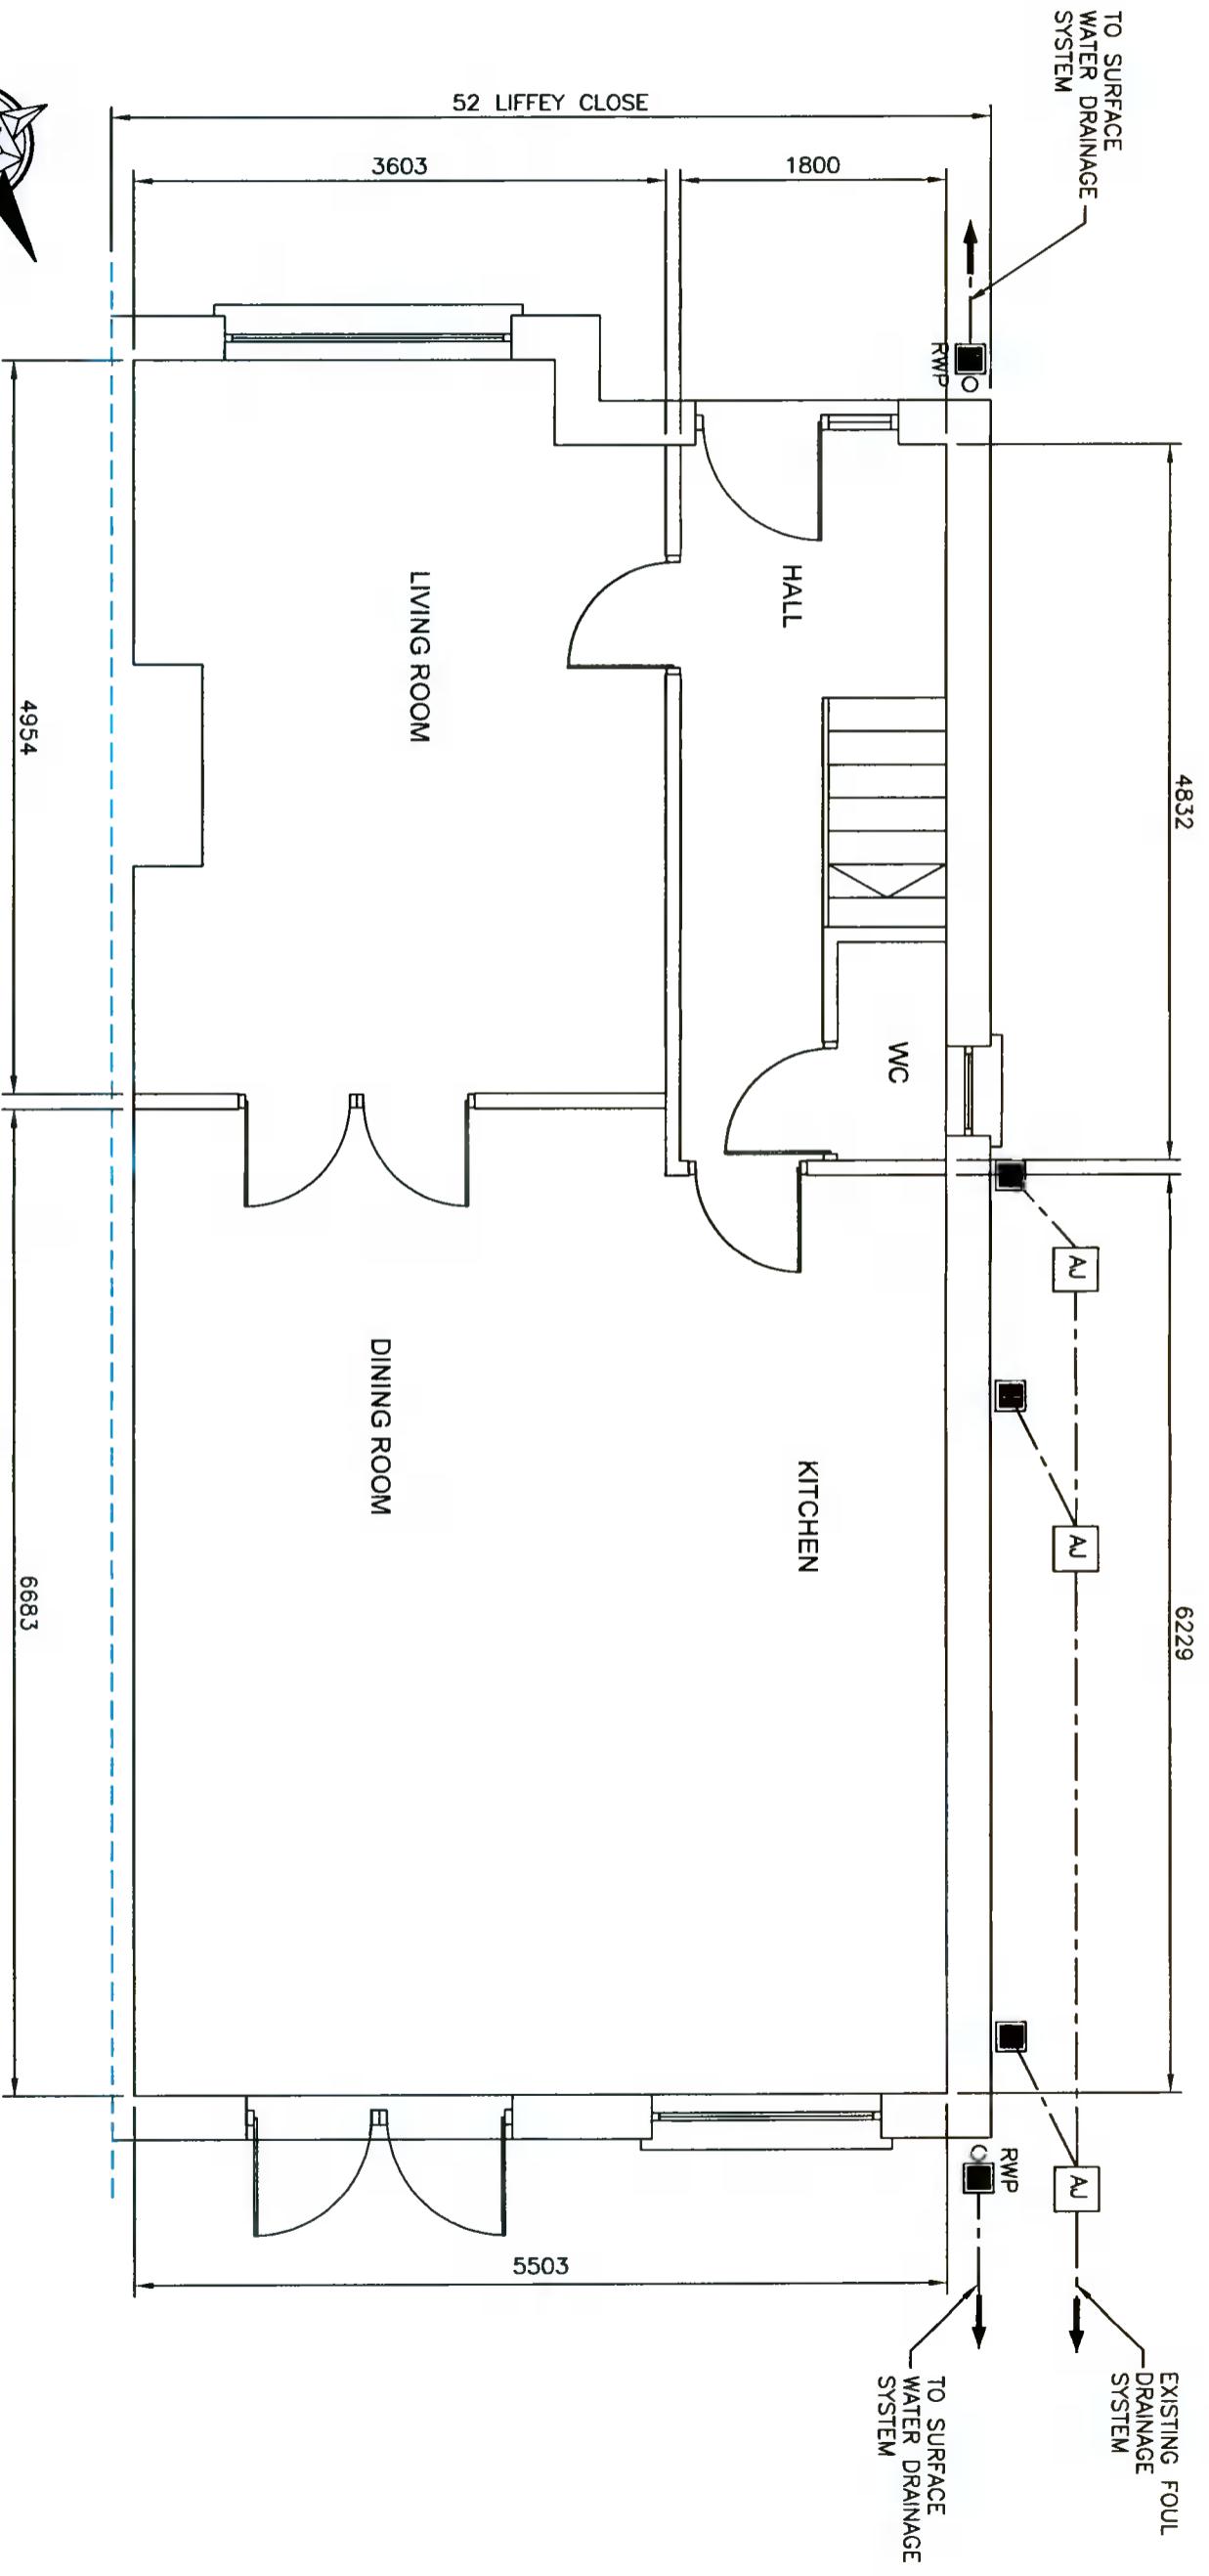 TO SURFACE
WATER DRAINAGE
SYSTEM
52 LIFFEY CLOSE
3603
1800
RWP
HALL
LIVING ROOM
4954
4832
WC
AJ
AJ
6229
KITCHEN
DINING ROOM
6683
RWP
AJ
5503
EXISTING FOUL
DRAINAGE
SYSTEM
TO SURFACE
WATER DRAINAGE
SYSTEM